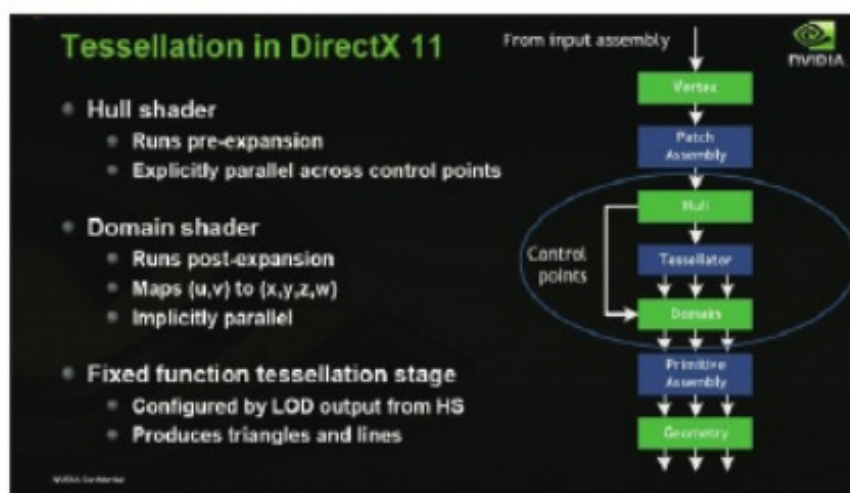 Tessellation in DirectX 11
Hull shader
Runs pre-expansion
Explicitly parallel across control points
Domain shader
Runs post-expansion
Maps (u,v) to (x,y,z,w)
Implicitly parallel
Fixed function tessellation stage
Configured by LOD output from HS
Produces triangles and lines
NVIDIA Confidential
From input assembly
NVIDIA
Vertex
Patch
Assembly
Hull
Control
points
Tessellator
Domain
Primitive
Assembly
Geometry